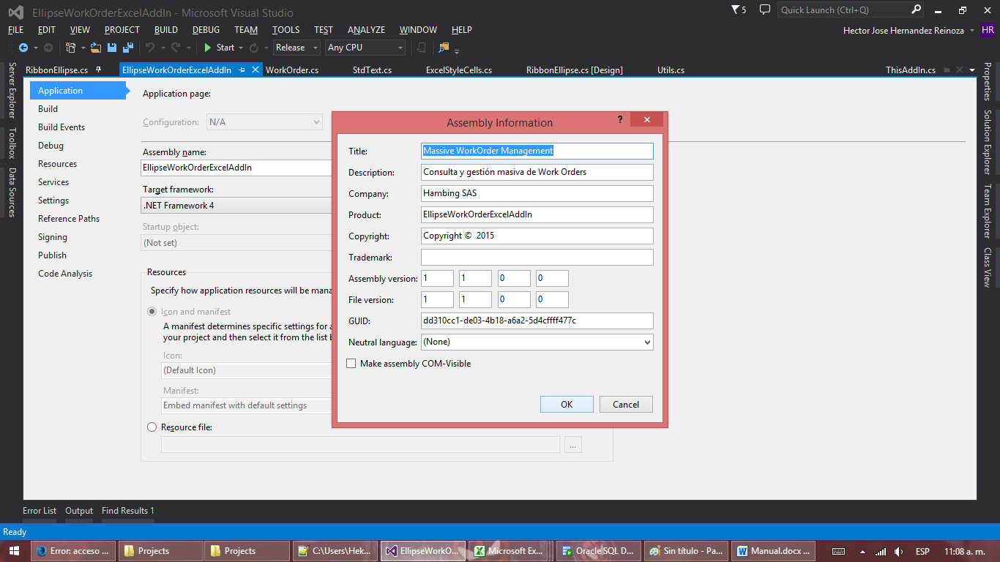 EllipseWorkOrderExcelAddIn - Microsoft Visual Studio
5
Quick Launch (Ctrl+Q)
FILE EDIT VIEW PROJECT BUILD DEBUG TEAM TOOLS TEST ANALYZE WINDOW HELP
Hector Jose Hernandez Reinoza
HR
Start Release Any CPU
RibbonEllipse.cs EllipseWorkOrderExcelAddIn WorkOrder.cs StdText.cs ExcelStyleCells.cs RibbonEllipse.cs [Design] Utils.cs ThisAddIn.cs
Server Explorer
Toolbox
Data Sources
Application
Build
Build Events
Debug
Resources
Services
Settings
Reference Paths
Signing
Publish
Code Analysis
Application page:
Configuration: N/A
Assembly name:
EllipseWorkOrderExcelAddIn
Target framework:
.NET Framework 4
Startup object:
(Not set)
Resources
Specify how application resources will be mana
Icon and manifest
A manifest determines specific settings for a
your project and then select it from the list b
Icon:
(Default Icon)
Manifest:
Embed manifest with default settings
Resource file:
...
Assembly Information
?
Title: Massive WorkOrder Management
Description: Consulta y gestión masiva de Work Orders
Company: Hambing SAS
Product: EllipseWorkOrderExcelAddIn
Copyright: Copyright © 2015
Trademark:
Assembly version: 1 1 0 0
File version: 1 1 0 0
GUID: dd310cc1-de03-4b18-a6a2-5d4cffff477c
Neutral language: (None)
Make assembly COM-Visible
OK Cancel
Properties
Solution Explorer
Team Explorer
Class View
Error List Output Find Results 1
Ready
Error: acceso ... Projects Projects C:\Users\Hek... EllipseWorkO... Microsoft Ex... Oracle SQL D... Sin título - Pa... Manual.docx ... ESP 11:08 a. m.